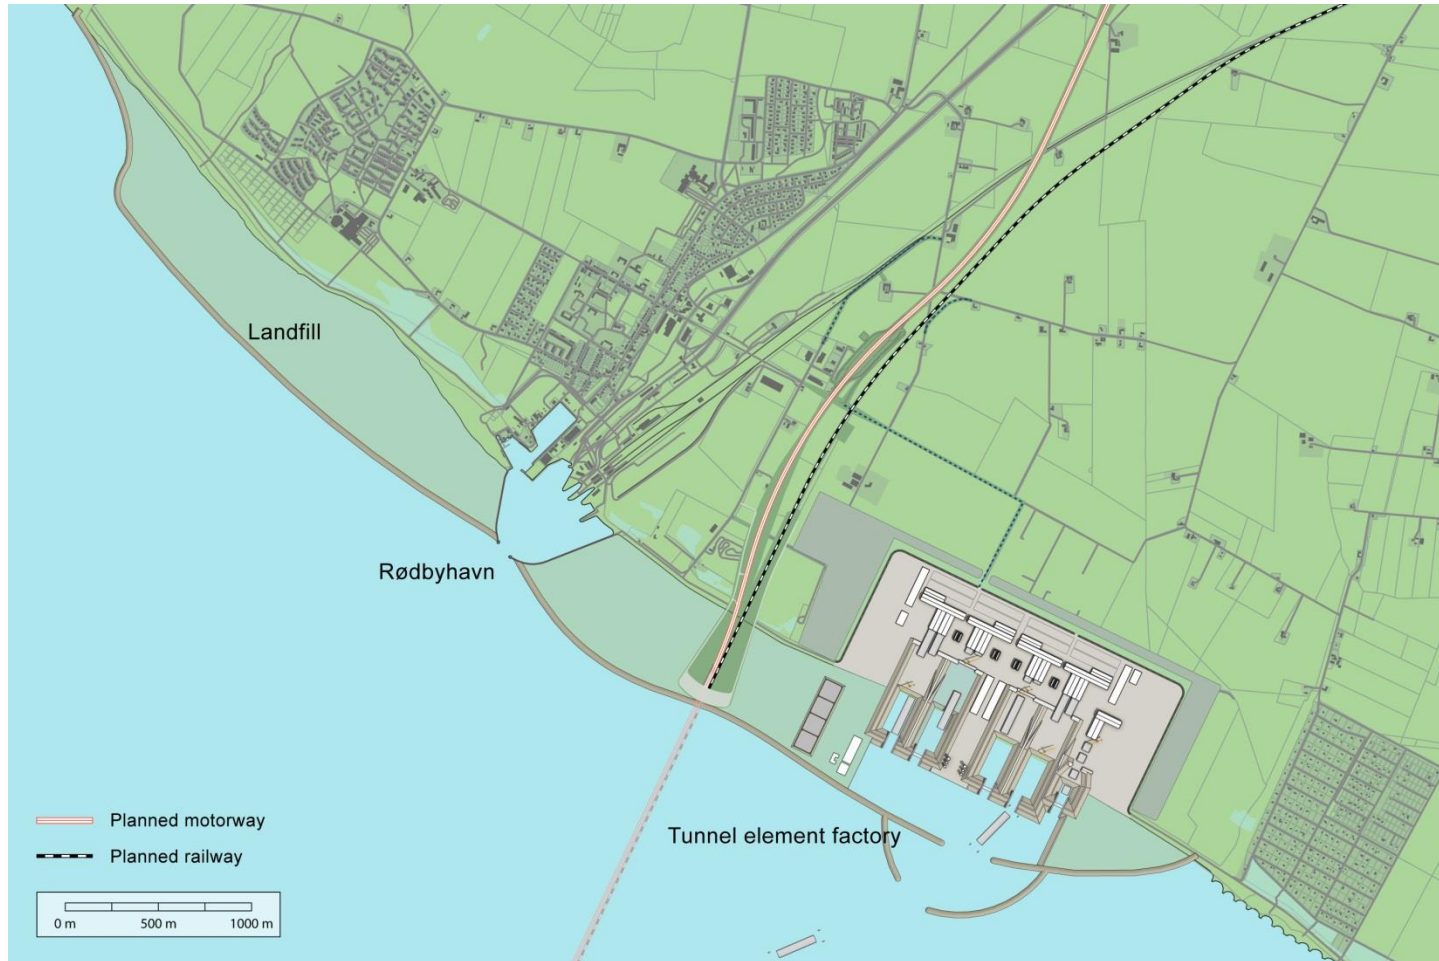 Landfill
Rødbyhavn
Tunnel element factory
Planned motorway
Planned railway
0 m 500 m 1000 m